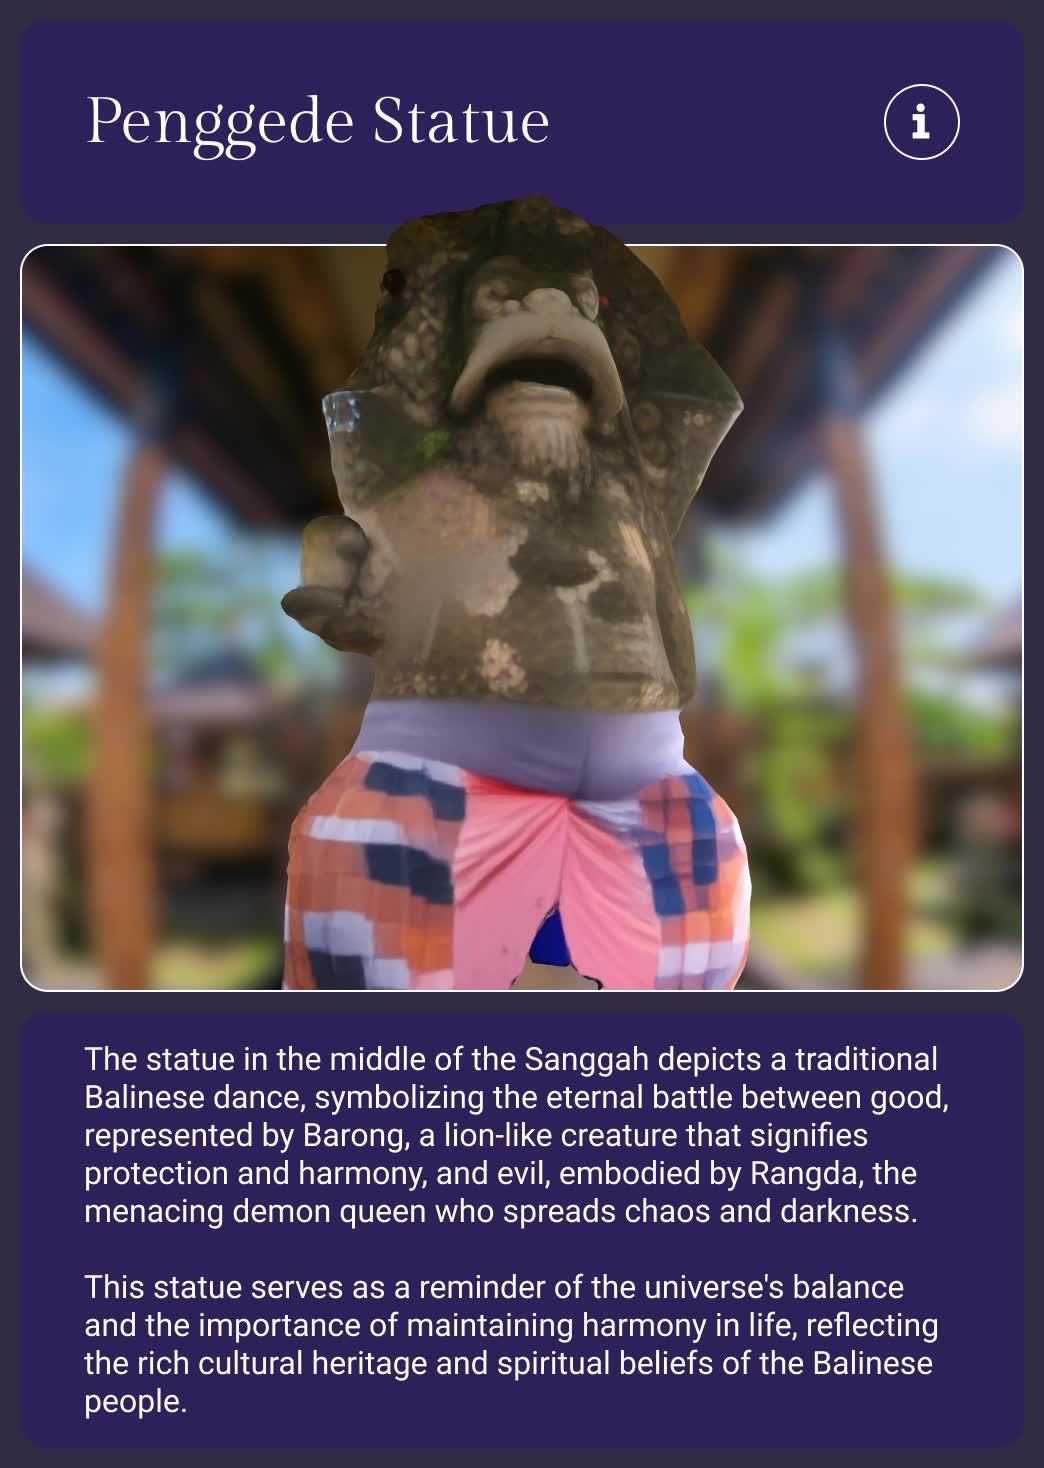 Penggede Statue
The statue in the middle of the Sanggah depicts a traditional
Balinese dance, symbolizing the eternal battle between good,
represented by Barong, a lion-like creature that signifies
protection and harmony, and evil, embodied by Rangda, the
menacing demon queen who spreads chaos and darkness.
This statue serves as a reminder of the universe's balance
and the importance of maintaining harmony in life, reflecting
the rich cultural heritage and spiritual beliefs of the Balinese
people.